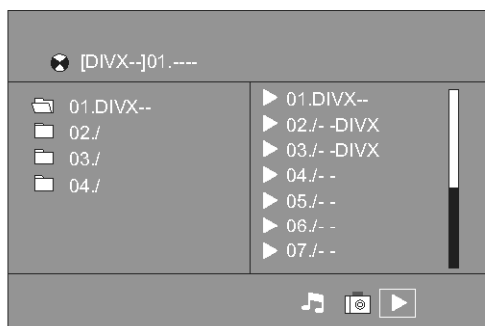 [DIVX--]01.----
01.DIVX--
02./
03./
04./
01.DIVX--
02./- -DIVX
03./- -DIVX
04./- -
05./- -
06./- -
07./- -